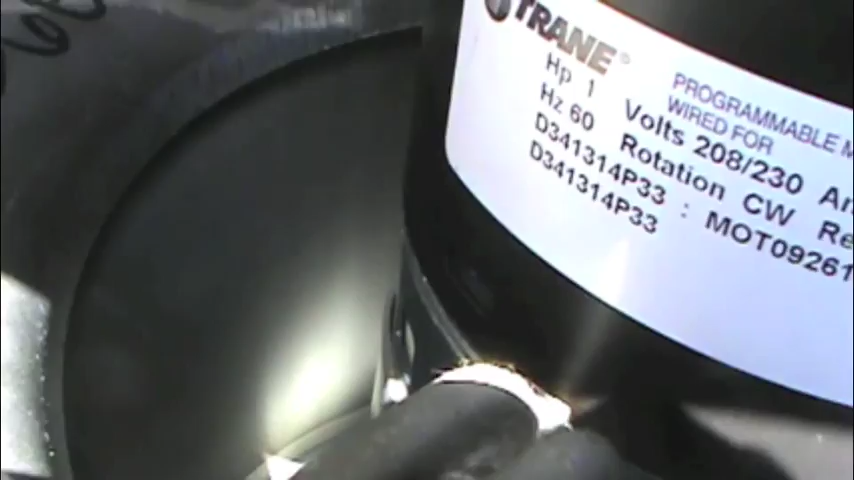 TRANE®
PROGRAMMABLE
WIRED FOR
Hp 1 Volts 208/230
Hz 60 Rotation CW
D341314P33 : MOT09261
D341314P33